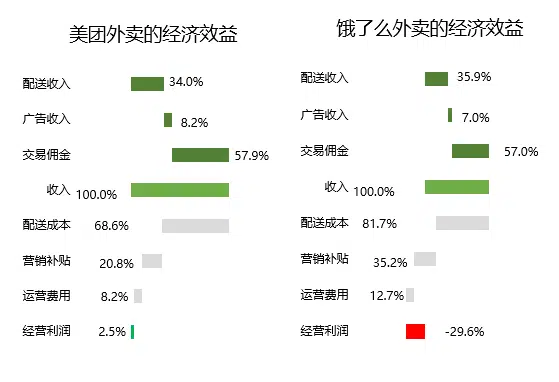 美团外卖的经济效益
配送收入 34.0%
广告收入 8.2%
交易佣金 57.9%
收入 100.0%
配送成本 68.6%
营销补贴 20.8%
运营费用 8.2%
经营利润 2.5%
饿了么外卖的经济效益
配送收入 35.9%
广告收入 7.0%
交易佣金 57.0%
收入 100.0%
配送成本 81.7%
营销补贴 35.2%
运营费用 12.7%
经营利润 -29.6%